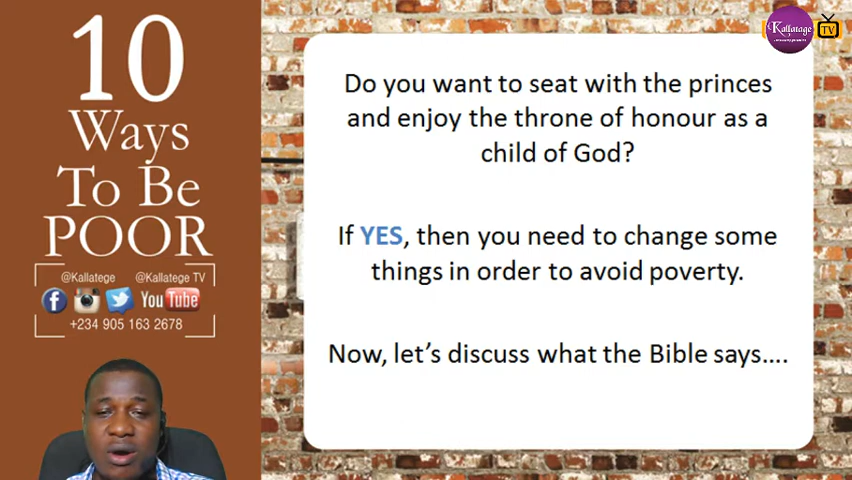 10
Ways
To Be
POOR
@Kallatege @Kallatege TV
You Tube
+234 905 163 2678
Kallatege
TV
Do you want to seat with the princes
and enjoy the throne of honour as a
child of God?
If YES, then you need to change some
things in order to avoid poverty.
Now, let’s discuss what the Bible says....